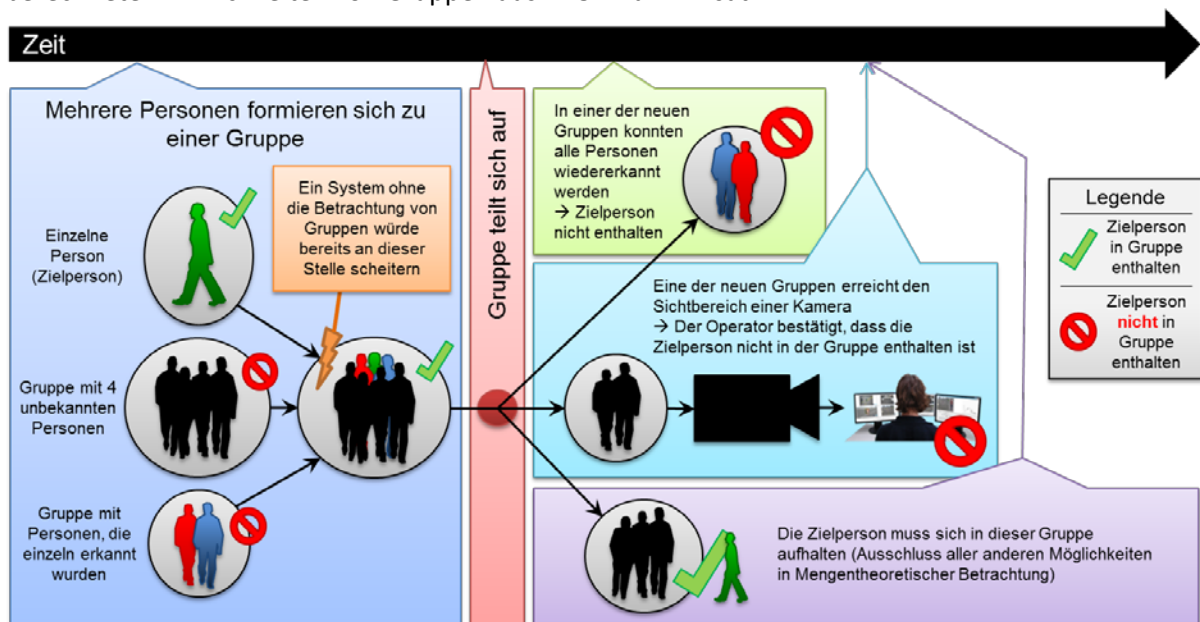 Zeit
Mehrere Personen formieren sich zu
einer Gruppe
Ein System ohne
die Betrachtung von
Gruppen würde
bereits an dieser
Stelle scheitern
Einzelne
Person
(Zielperson)
Gruppe mit 4
unbekannten
Personen
Gruppe mit
Personen, die
einzeln erkannt
wurden
Gruppe teilt sich auf
In einer der neuen
Gruppen konnten
alle Personen
wiedererkannt
werden
→ Zielperson
nicht enthalten
Eine der neuen Gruppen erreicht den
Sichtbereich einer Kamera
→ Der Operator bestätigt, dass die
Zielperson nicht in der Gruppe enthalten ist
Die Zielperson muss sich in dieser Gruppe
aufhalten (Ausschluss aller anderen Möglichkeiten
in Mengentheoretischer Betrachtung)
Legende
Zielperson
in Gruppe
enthalten
Zielperson
nicht in
Gruppe
enthalten